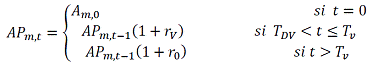 AP_{m,t} = { A_{m,0} si t = 0
AP_{m,t-1}(1 + r_V) si T_{DV} < t ≤ T_v
AP_{m,t-1}(1 + r_0) si t > T_v